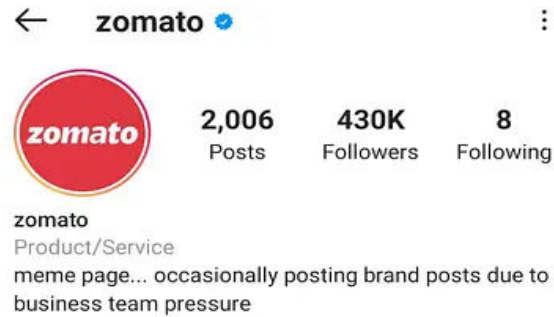 zomato
zomato
2,006 430K 8
Posts Followers Following
zomato
Product/Service
meme page... occasionally posting brand posts due to
business team pressure